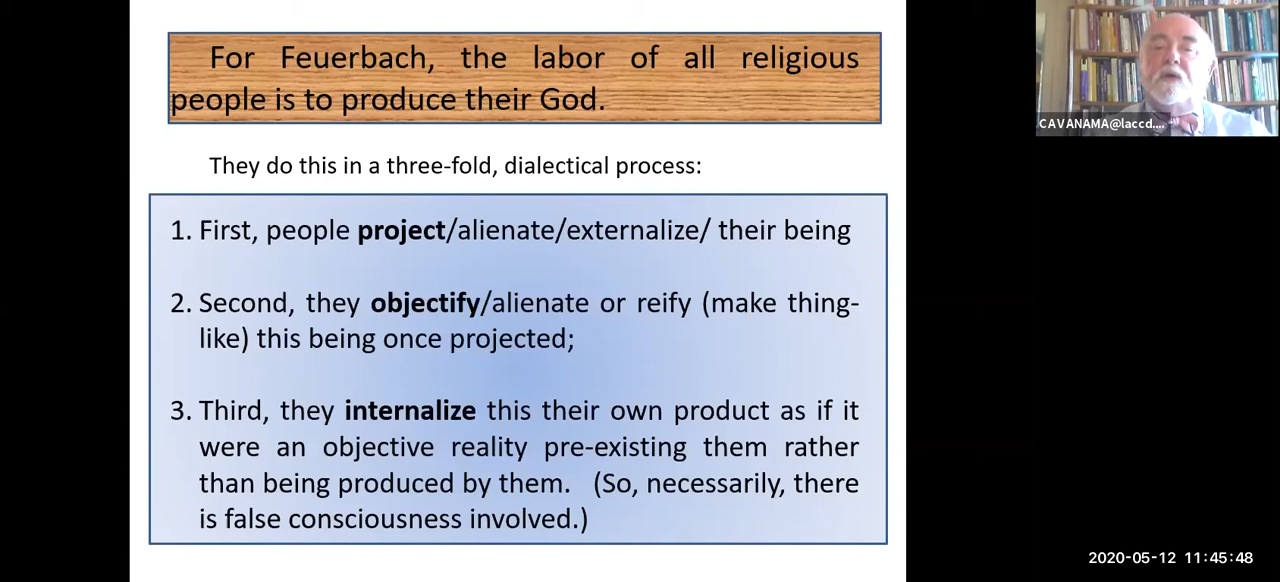 For Feuerbach, the labor of all religious
people is to produce their God.
They do this in a three-fold, dialectical process:
1. First, people project/alienate/externalize/ their being
2. Second, they objectify/alienate or reify (make thing-
like) this being once projected;
3. Third, they internalize this their own product as if it
were an objective reality pre-existing them rather
than being produced by them. (So, necessarily, there
is false consciousness involved.)
CAVANAMA@laccd....
2020-05-12 11:45:48